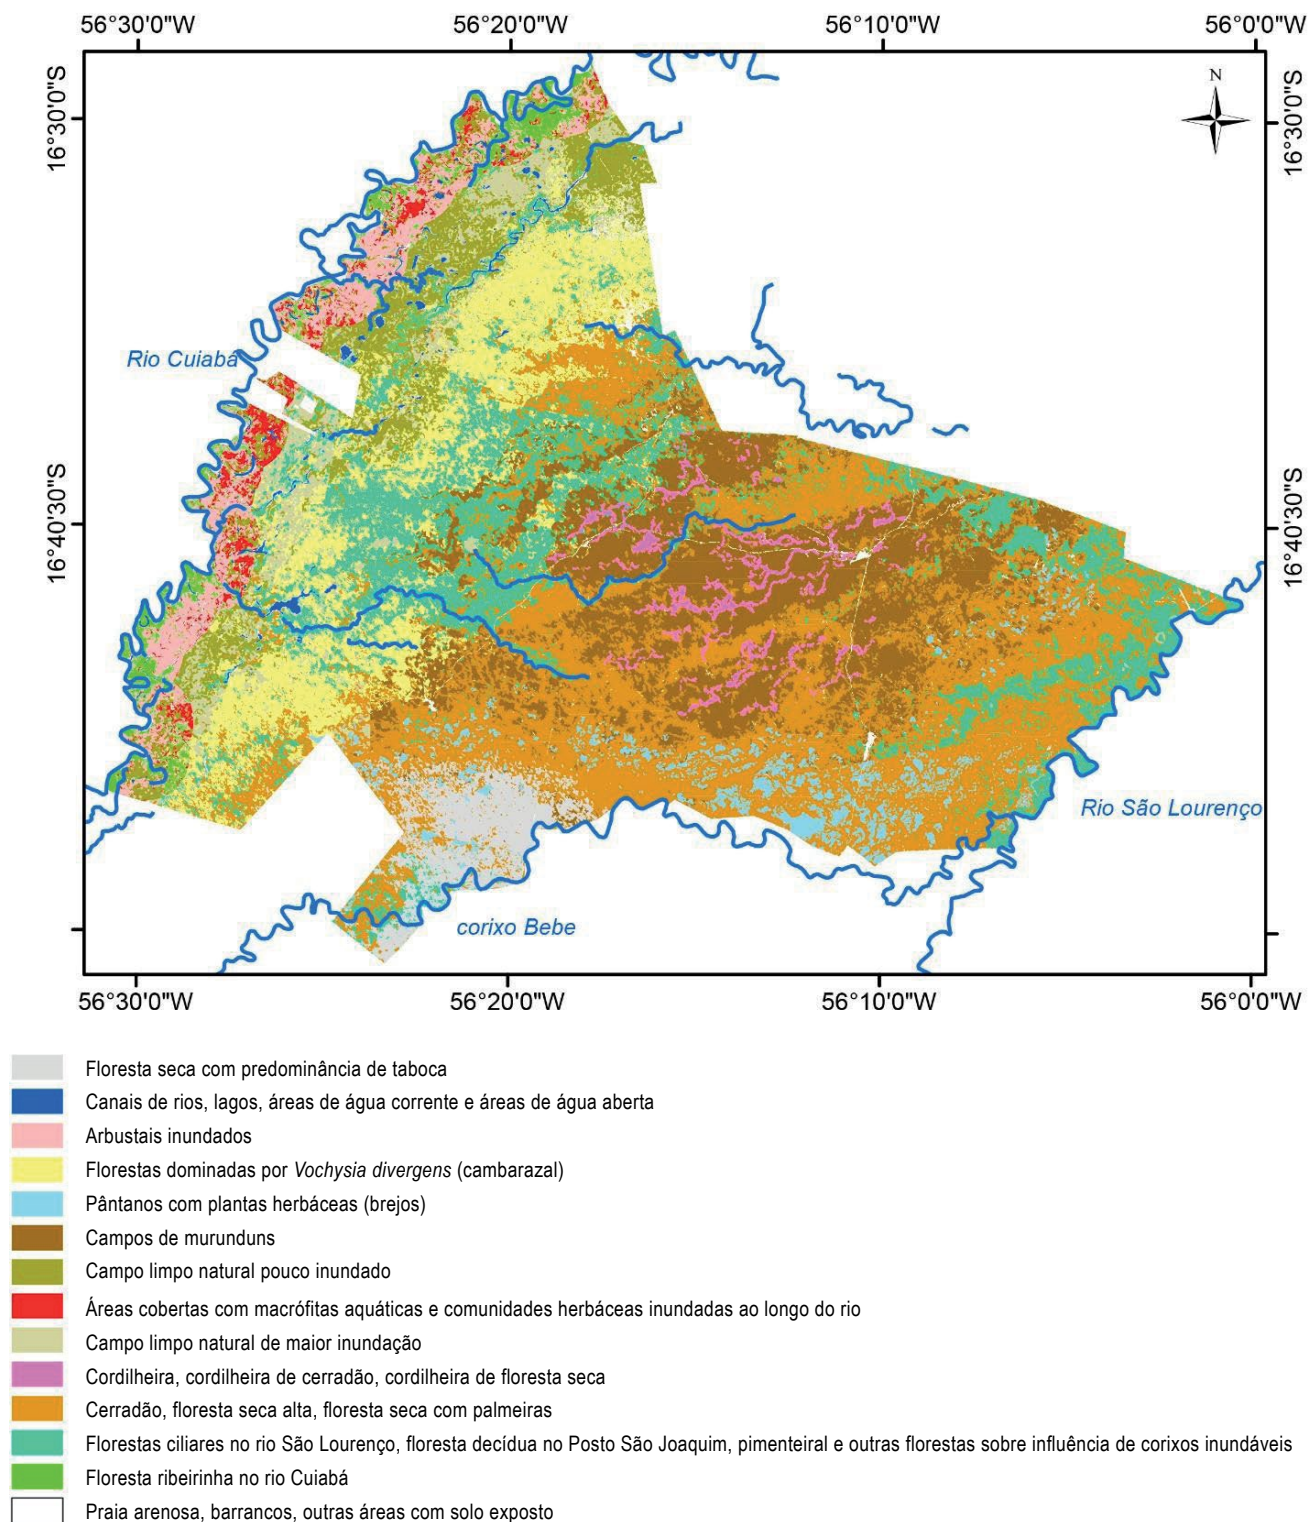 56°30'0"W 56°20'0"W 56°10'0"W 56°0'0"W
16°30'0"S
N
16°30'0"S
Rio Cuiabá
16°40'30"S
16°40'30"S
Rio São Lourenço
corixo Bebe
56°30'0"W 56°20'0"W 56°10'0"W 56°0'0"W
Floresta seca com predominância de taboca
Canais de rios, lagos, áreas de água corrente e áreas de água aberta
Arbustais inundados
Florestas dominadas por Vochysia divergens (cambarazal)
Pântanos com plantas herbáceas (brejos)
Campos de murunduns
Campo limpo natural pouco inundado
Áreas cobertas com macrófitas aquáticas e comunidades herbáceas inundadas ao longo do rio
Campo limpo natural de maior inundação
Cordilheira, cordilheira de cerradão, cordilheira de floresta seca
Cerradão, floresta seca alta, floresta seca com palmeiras
Florestas ciliares no rio São Lourenço, floresta decídua no Posto São Joaquim, pimenteiral e outras florestas sobre influência de corixos inundáveis
Floresta ribeirinha no rio Cuiabá
Praia arenosa, barrancos, outras áreas com solo exposto